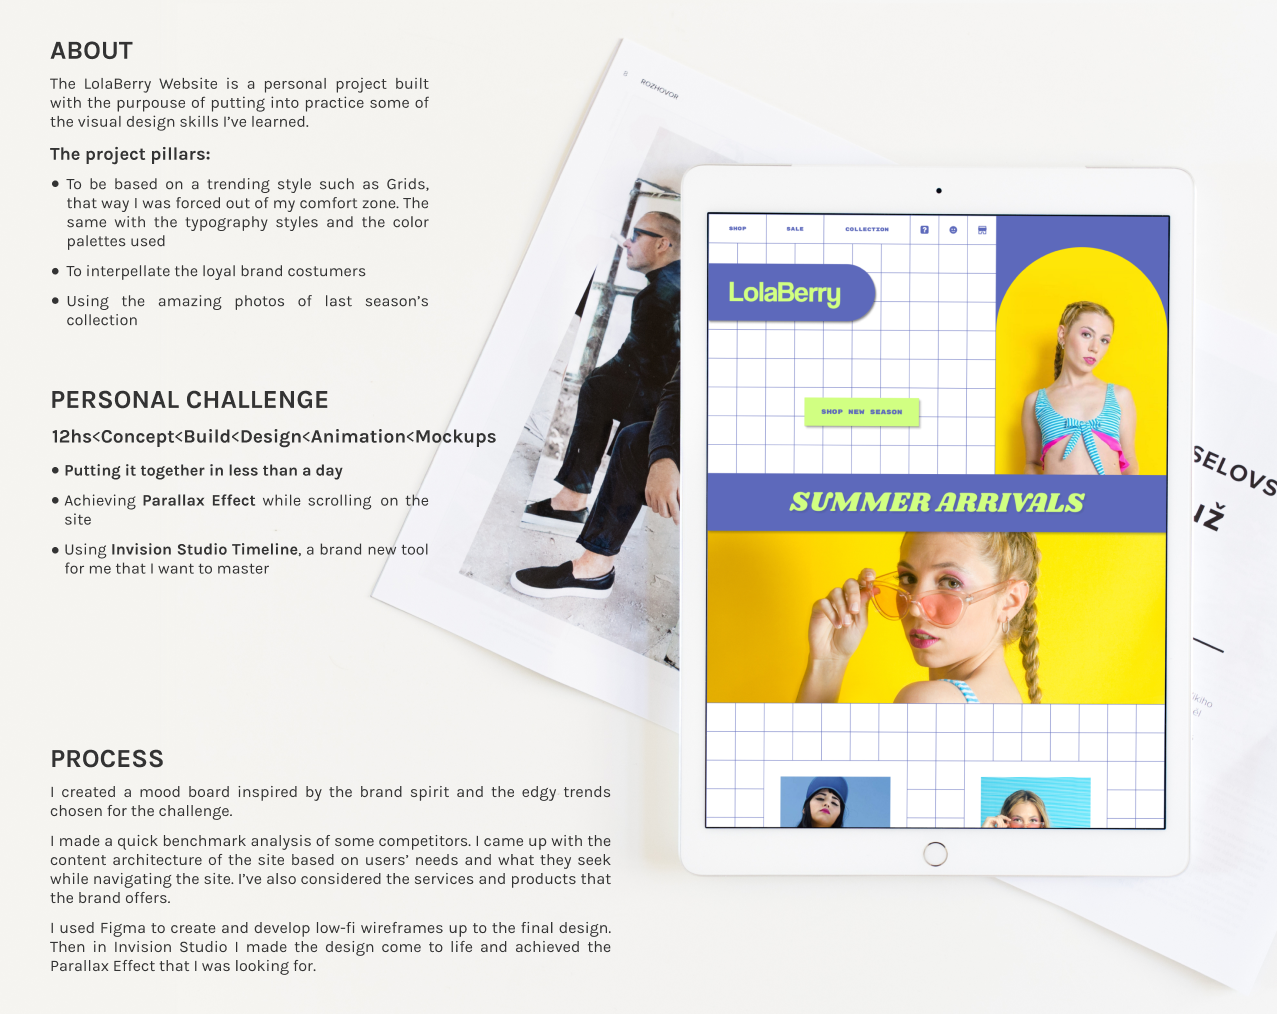 ABOUT
The LolaBerry Website is a personal project built
with the purpouse of putting into practice some of
the visual design skills I've learned.
The project pillars:
• To be based on a trending style such as Grids,
that way I was forced out of my comfort zone. The
same with the typography styles and the color
palettes used
• To interpellate the loyal brand costumers
• Using the amazing photos of last season's
collection
PERSONAL CHALLENGE
12hs<Concept<Build<Design<Animation<Mockups
• Putting it together in less than a day
• Achieving Parallax Effect while scrolling on the
site
• Using Invision Studio Timeline, a brand new tool
for me that I want to master
PROCESS
I created a mood board inspired by the brand spirit and the edgy trends
chosen for the challenge.
I made a quick benchmark analysis of some competitors. I came up with the
content architecture of the site based on users' needs and what they seek
while navigating the site. I've also considered the services and products that
the brand offers.
I used Figma to create and develop low-fi wireframes up to the final design.
Then in Invision Studio I made the design come to life and achieved the
Parallax Effect that I was looking for.
ROZHOVOR
SHOP SALE COLLECTION ?
LolaBerry
SHOP NEW SEASON
SUMMER ARRIVALS
SELOVS
IŽ